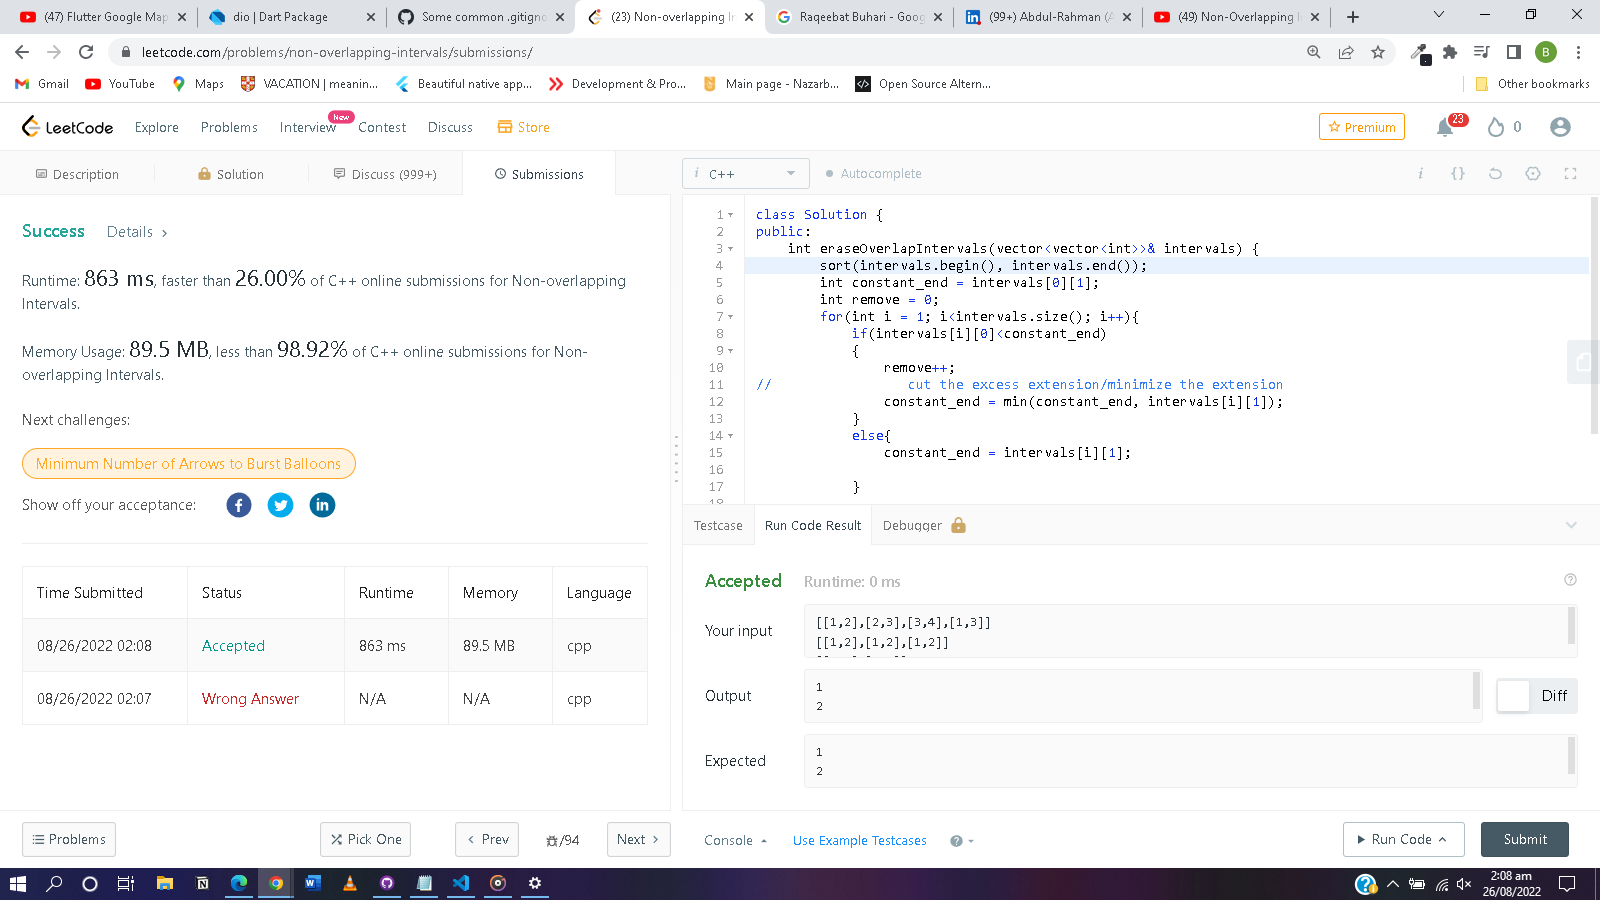 (47) Flutter Google Map
dio | Dart Package
Some common .gitigno
(23) Non-overlapping In
Raqeebat Buhari - Goog
(99+) Abdul-Rahman (A
(49) Non-Overlapping I
leetcode.com/problems/non-overlapping-intervals/submissions/
B
Gmail
YouTube
Maps
VACATION | meanin...
Beautiful native app...
Development & Pro...
Main page - Nazarb...
Open Source Altern...
Other bookmarks
LeetCode
Explore
Problems
Interview
New
Contest
Discuss
Store
Premium
23
0
Description
Solution
Discuss (999+)
Submissions
i C++
Autocomplete
i {}
Success
Details >
Runtime: 863 ms, faster than 26.00% of C++ online submissions for Non-overlapping
Intervals.
Memory Usage: 89.5 MB, less than 98.92% of C++ online submissions for Non-
overlapping Intervals.
Next challenges:
Minimum Number of Arrows to Burst Balloons
Show off your acceptance:
Time Submitted Status Runtime Memory Language
08/26/2022 02:08 Accepted 863 ms 89.5 MB cpp
08/26/2022 02:07 Wrong Answer N/A N/A cpp
1 class Solution {
2 public:
3 int eraseOverlapIntervals(vector<vector<int>>& intervals) {
4 sort(intervals.begin(), intervals.end());
5 int constant_end = intervals[0][1];
6 int remove = 0;
7 for(int i = 1; i<intervals.size(); i++){
8 if(intervals[i][0]<constant_end)
9 {
10 remove++;
11 // cut the excess extension/minimize the extension
12 constant_end = min(constant_end, intervals[i][1]);
13 }
14 else{
15 constant_end = intervals[i][1];
16
17 }
18
Testcase
Run Code Result
Debugger
Accepted
Runtime: 0 ms
Your input
[[1,2],[2,3],[3,4],[1,3]]
[[1,2],[1,2],[1,2]]
Output
1
2
Diff
Expected
1
2
Problems
Pick One
< Prev
/94
Next >
Console
Use Example Testcases
Run Code
Submit
2:08 am
26/08/2022